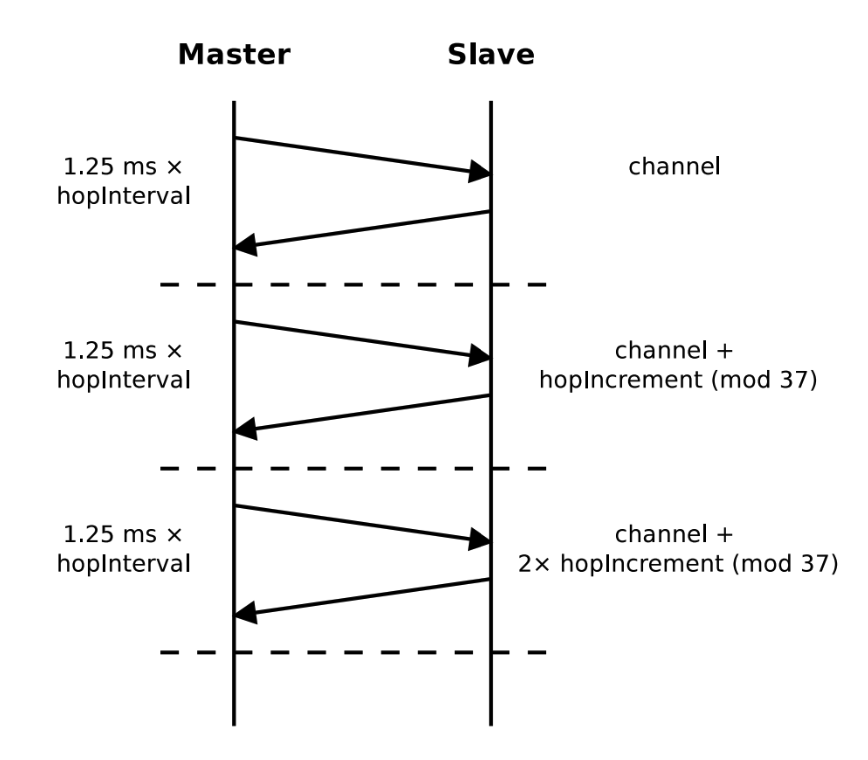 Master
Slave
1.25 ms ×
hopInterval
channel
1.25 ms ×
hopInterval
channel +
hopIncrement (mod 37)
1.25 ms ×
hopInterval
channel +
2× hopIncrement (mod 37)